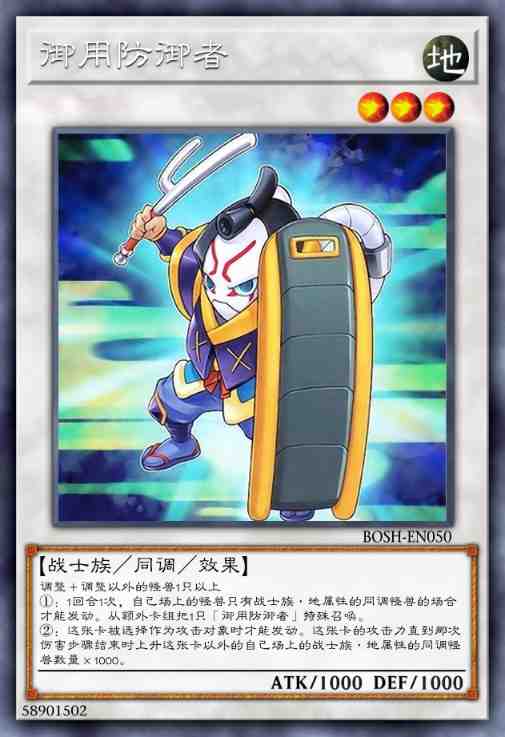 御用防御者
地
BOSH-EN050
【战士族／同调／效果】
调整＋调整以外的怪兽1只以上
①：1回合1次，自己场上的怪兽只有战士族·地属性的同调怪兽的场合
才能发动。从额外卡组把1只「御用防御者」特殊召唤。
②：这张卡被选择作为攻击对象时才能发动。这张卡的攻击力直到那次
伤害步骤结束时上升这张卡以外的自己场上的战士族·地属性的同调怪
兽数量×1000。
ATK/1000 DEF/1000
58901502